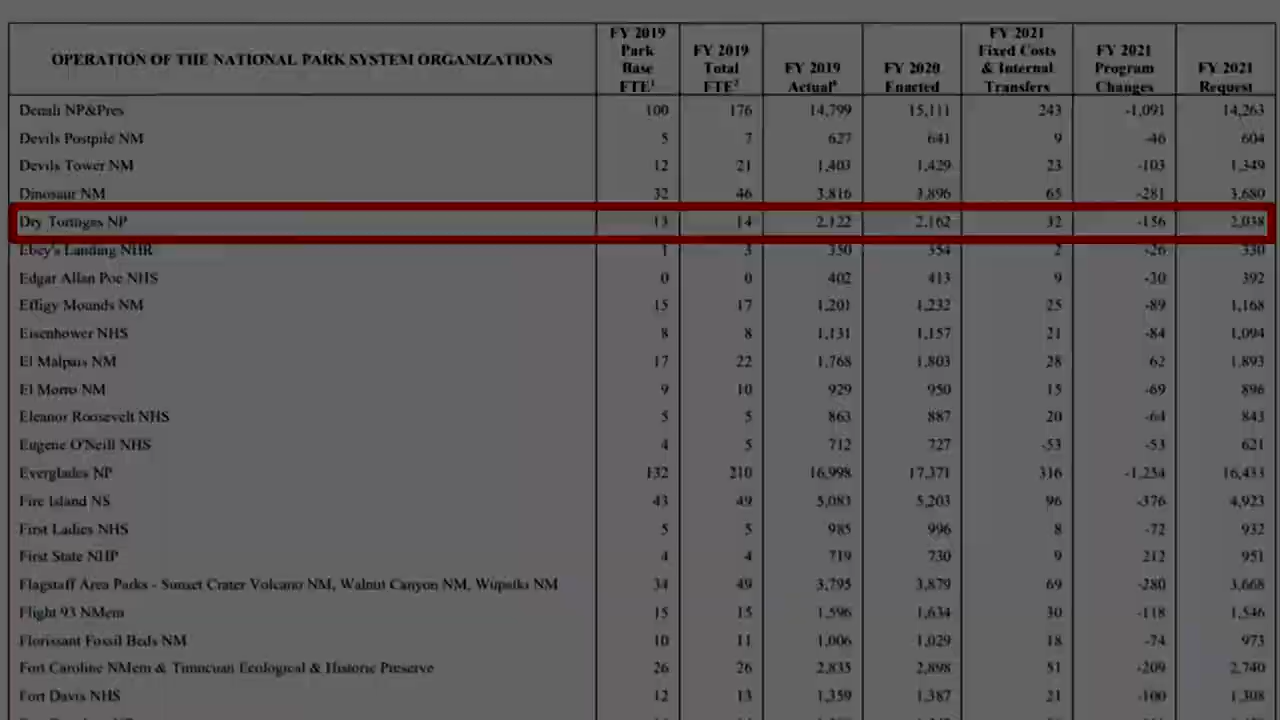 OPERATION OF THE NATIONAL PARK SYSTEM ORGANIZATIONS FY 2019 Park Base FTE¹ FY 2019 Total FTE² FY 2019 Actual⁶ FY 2020 Enacted FY 2021 Fixed Costs & Internal Transfers FY 2021 Program Changes FY 2021 Request
Denali NP&Pres 100 176 14,799 15,111 243 -1,091 14,263
Devils Postpile NM 5 7 627 641 9 -46 604
Devils Tower NM 12 21 1,403 1,429 23 -103 1,349
Dinosaur NM 32 46 3,816 3,896 65 -281 3,680
Dry Tortugas NP 13 14 2,122 2,162 32 -156 2,038
Ebey's Landing NHR 1 3 350 354 2 -26 330
Edgar Allan Poe NHS 0 0 402 413 9 -30 392
Effigy Mounds NM 15 17 1,201 1,232 25 -89 1,168
Eisenhower NHS 8 8 1,131 1,157 21 -84 1,094
El Malpais NM 17 22 1,768 1,803 28 62 1,893
El Morro NM 9 10 929 950 15 -69 896
Eleanor Roosevelt NHS 5 5 863 887 20 -64 843
Eugene O'Neill NHS 4 5 712 727 -53 -53 621
Everglades NP 132 210 16,998 17,371 316 -1,254 16,433
Fire Island NS 43 49 5,083 5,203 96 -376 4,923
First Ladies NHS 5 5 985 996 8 -72 932
First State NHP 4 4 719 730 9 212 951
Flagstaff Area Parks - Sunset Crater Volcano NM, Walnut Canyon NM, Wupatki NM 34 49 3,795 3,879 69 -280 3,668
Flight 93 NMem 15 15 1,596 1,634 30 -118 1,546
Florissant Fossil Beds NM 10 11 1,006 1,029 18 -74 973
Fort Caroline NMem & Timucuan Ecological & Historic Preserve 26 26 2,835 2,898 51 -209 2,740
Fort Davis NHS 12 13 1,359 1,387 21 -100 1,308